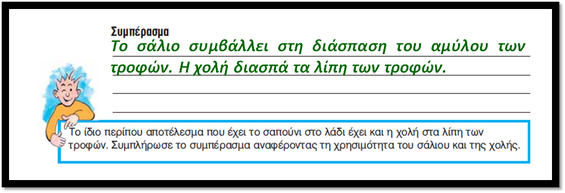 Συμπέρασμα
Το σάλιο συμβάλλει στη διάσπαση του αμύλου των
τροφών. Η χολή διασπά τα λίπη των τροφών.
Το ίδιο περίπου αποτέλεσμα που έχει το σαπούνι στο λάδι έχει και η χολή στα λίπη των
τροφών. Συμπλήρωσε το συμπέρασμα αναφέροντας τη χρησιμότητα του σάλιου και της χολής.